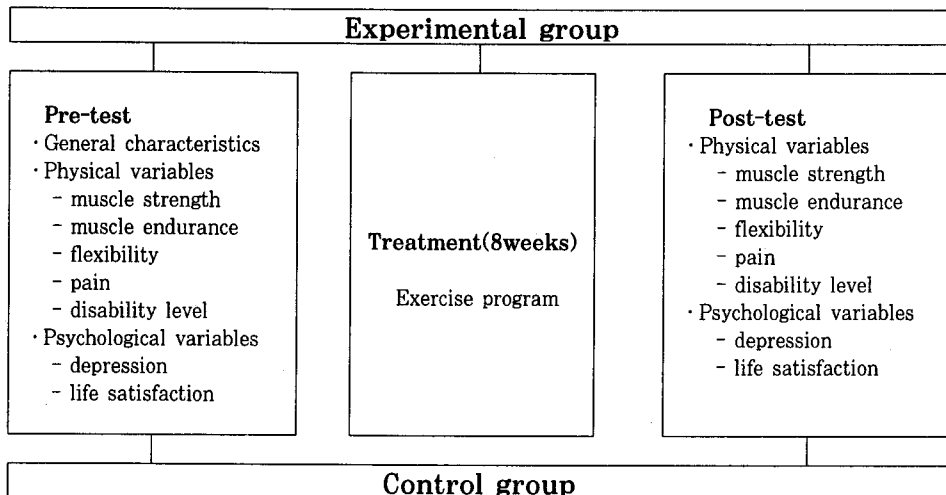 Experimental group
Pre-test
· General characteristics
· Physical variables
- muscle strength
- muscle endurance
- flexibility
- pain
- disability level
· Psychological variables
- depression
- life satisfaction
Treatment(8weeks)
Exercise program
Post-test
· Physical variables
- muscle strength
- muscle endurance
- flexibility
- pain
- disability level
· Psychological variables
- depression
- life satisfaction
Control group